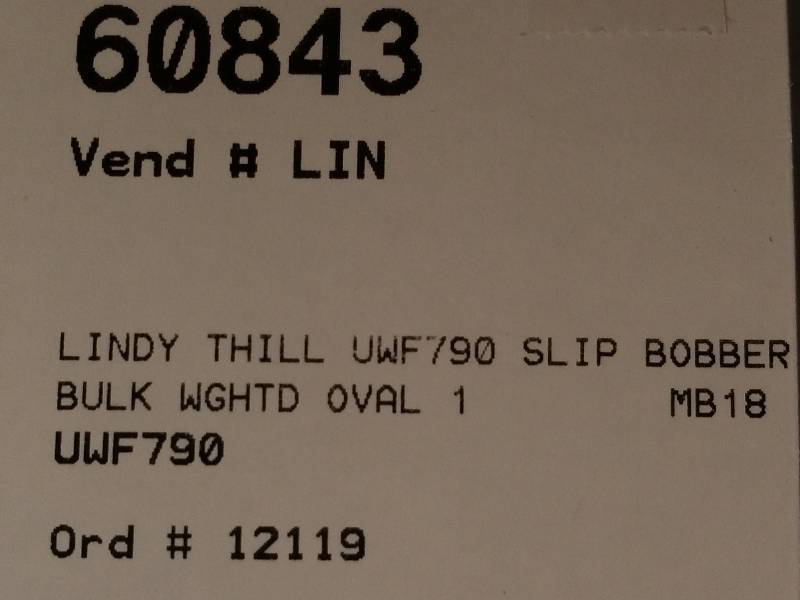 60843
Vend # LIN
LINDY THILL UWF790 SLIP BOBBER
BULK WGHTD OVAL 1 MB18
UWF790
Ord # 12119